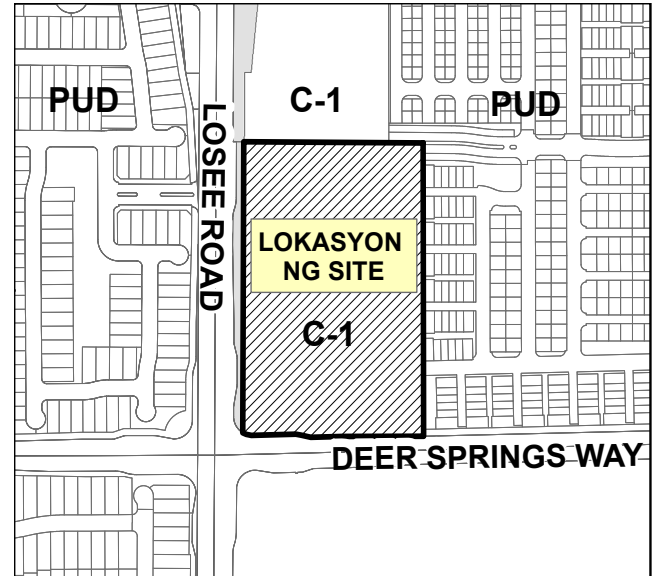 PUD
C-1
PUD
LOSEE ROAD
LOKASYON
NG SITE
C-1
DEER SPRINGS WAY